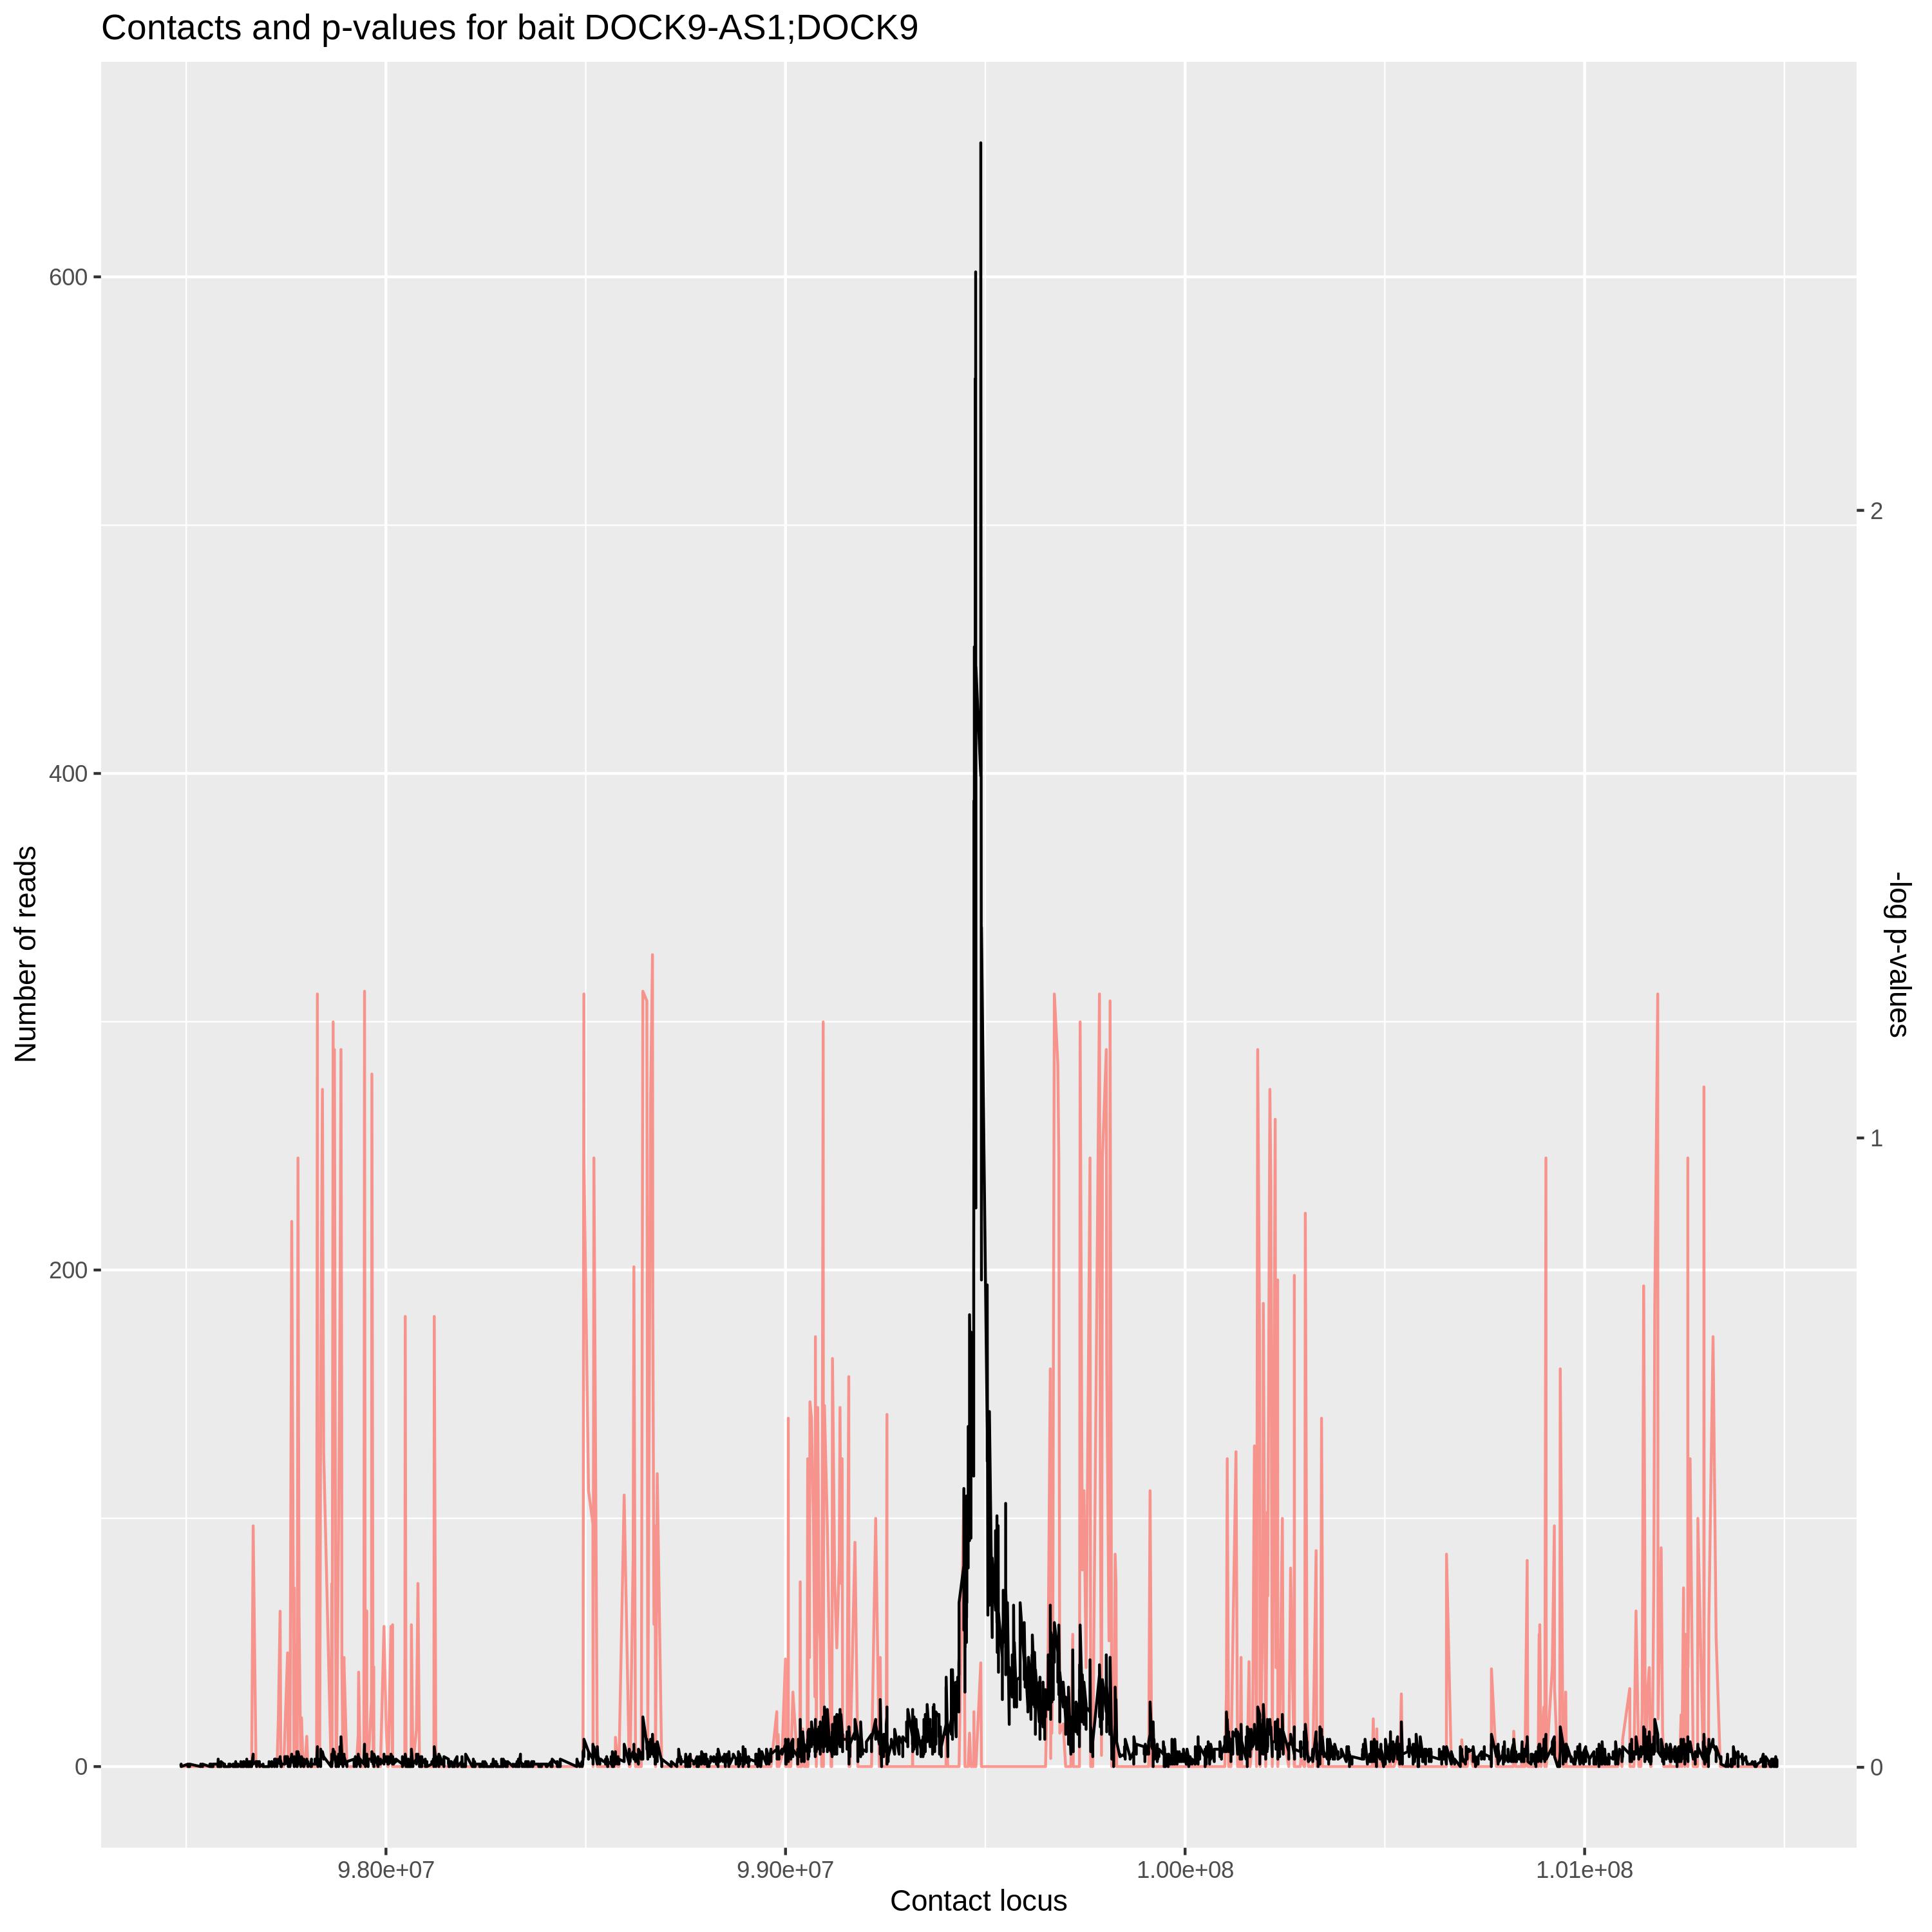 Contacts and p-values for bait DOCK9-AS1;DOCK9
600
400
200
0
Number of reads
2
1
0
-log p-values
9.80e+07
9.90e+07
1.00e+08
1.01e+08
Contact locus